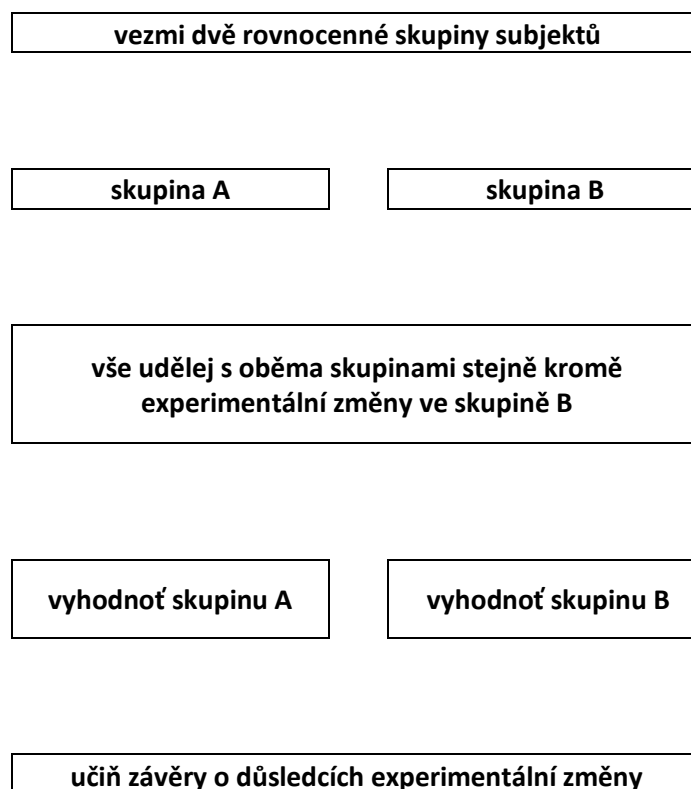 vezmi dvě rovnocenné skupiny subjektů
skupina A
skupina B
vše udělej s oběma skupinami stejně kromě
experimentální změny ve skupině B
vyhodnoť skupinu A
vyhodnoť skupinu B
učiň závěry o důsledcích experimentální změny